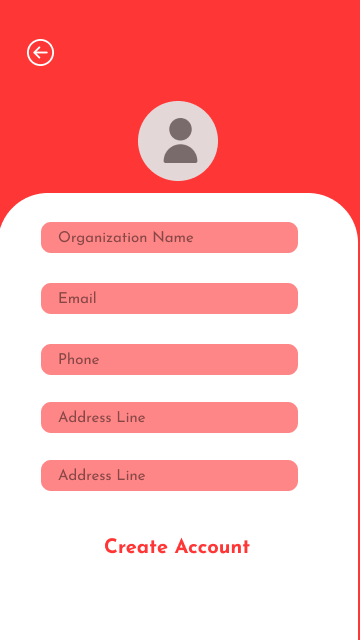 Organization Name
Email
Phone
Address Line
Address Line
Create Account